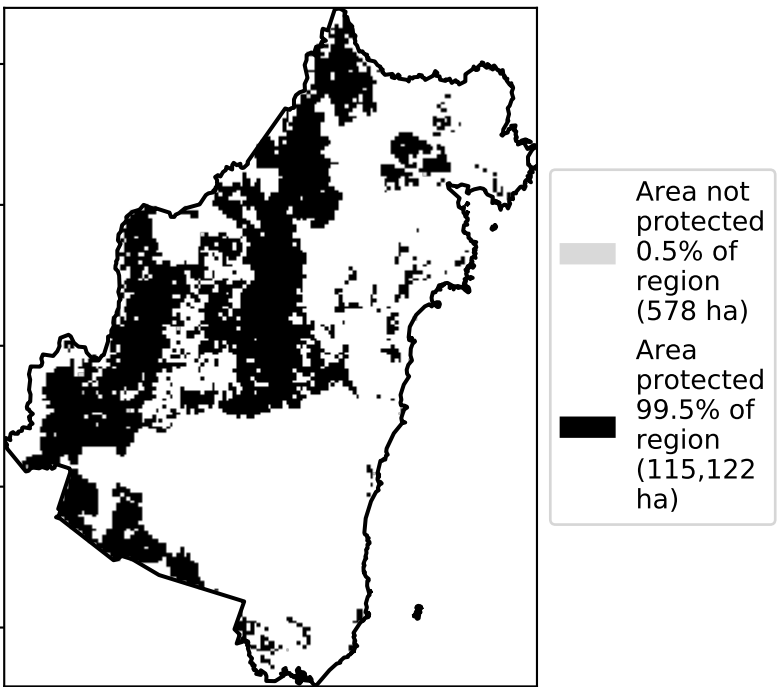 Area not
protected
0.5% of
region
(578 ha)
Area
protected
99.5% of
region
(115,122
ha)